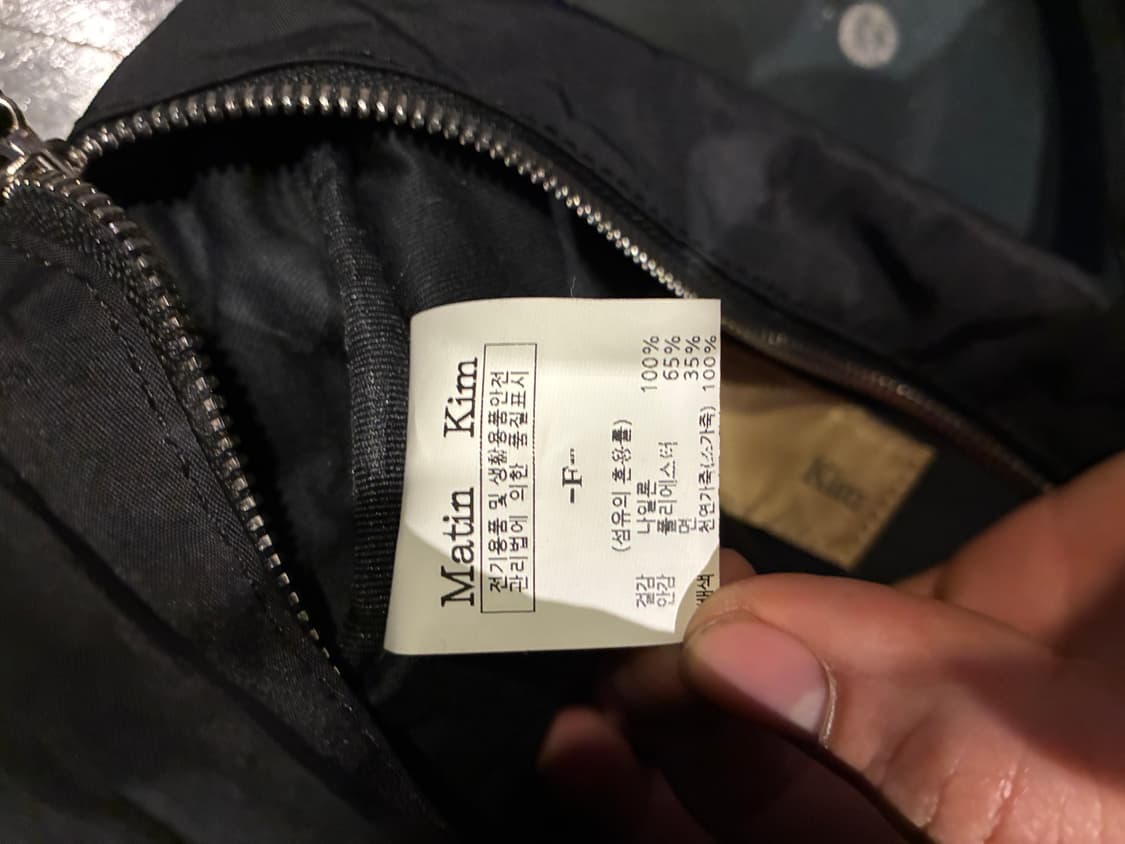 Matin Kim
전기용품 및 생활용품안전
관리법에 의한 품질표시
-F-
(섬유의 혼용률)
겉감 나일론 100%
안감 폴리에스터 65%
면 35%
배색 천연가죽(소가죽) 100%
Kim